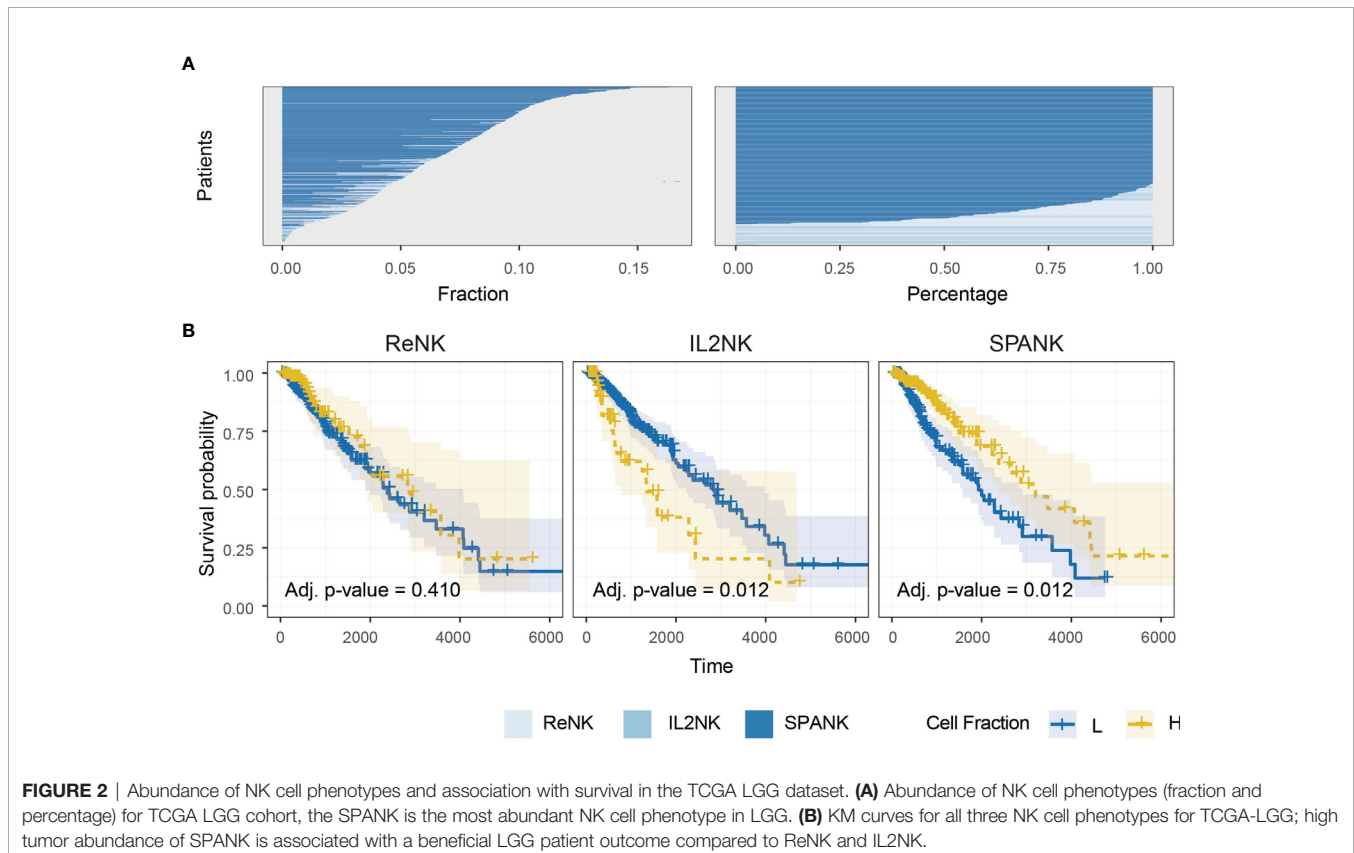 A
Patients
0.00 0.05 0.10 0.15
Fraction
0.00 0.25 0.50 0.75 1.00
Percentage
B
ReNK IL2NK SPANK
Survival probability
1.00
0.75
0.50
0.25
0.00
Adj. p-value = 0.410
Adj. p-value = 0.012
Adj. p-value = 0.012
0 2000 4000 6000
0 2000 4000 6000
0 2000 4000 6000
Time
ReNK IL2NK SPANK Cell Fraction L H
FIGURE 2 | Abundance of NK cell phenotypes and association with survival in the TCGA LGG dataset. (A) Abundance of NK cell phenotypes (fraction and
percentage) for TCGA LGG cohort, the SPANK is the most abundant NK cell phenotype in LGG. (B) KM curves for all three NK cell phenotypes for TCGA-LGG; high
tumor abundance of SPANK is associated with a beneficial LGG patient outcome compared to ReNK and IL2NK.